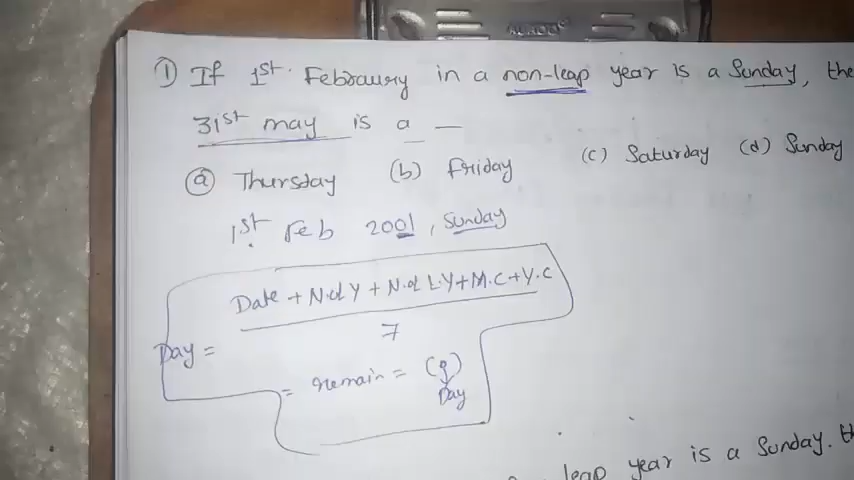 ① If 1st Febraury in a non-leap year is a Sunday, the
31st may is a —
ⓐ Thursday (b) Friday (c) Saturday (d) Sunday
1st Feb 2001, Sunday
Date + N.of Y + N.of L.Y + M.C + Y.C
Day =
7
= Remain = (9)
Day
leap year is a Sunday. th